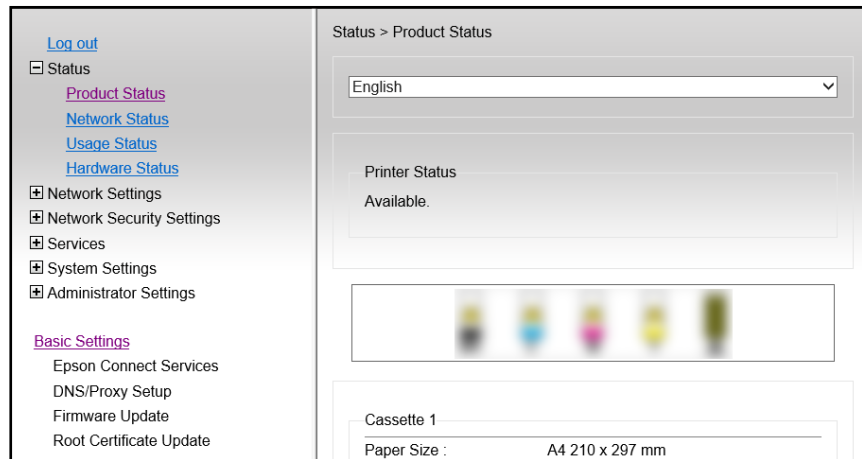 Log out
Status
Product Status
Network Status
Usage Status
Hardware Status
Network Settings
Network Security Settings
Services
System Settings
Administrator Settings
Basic Settings
Epson Connect Services
DNS/Proxy Setup
Firmware Update
Root Certificate Update
Status > Product Status
English
Printer Status
Available.
Cassette 1
Paper Size : A4 210 x 297 mm